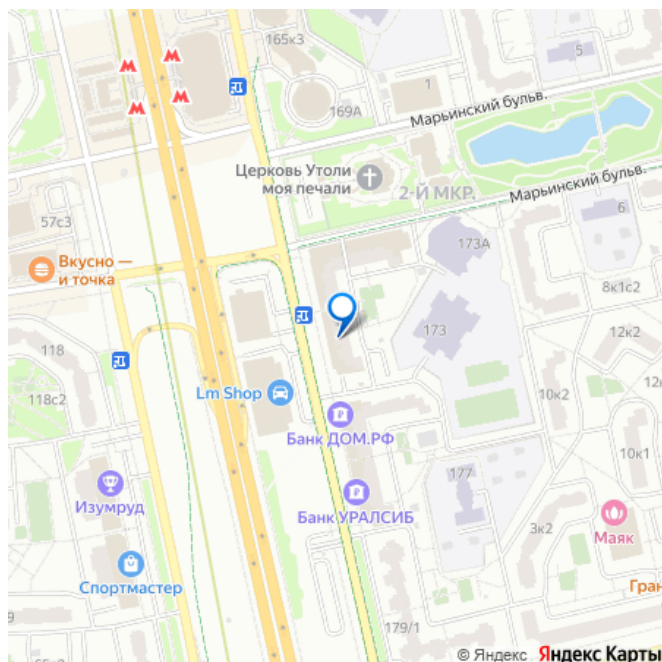 165к3
5
1
169А
Марьинский бульв.
Церковь Утоли
моя печали
2-Й МКР.
Марьинский бульв.
57с3
6
173А
Вкусно —
и точка
8к1с2
118
173
12к2
118с2
Lm Shop
10к2
Банк ДОМ.РФ
10к1
177
Изумруд
Банк УРАЛСИБ
3к2
Маяк
Спортмастер
Гран
179/1
© Яндекс Яндекс Карты